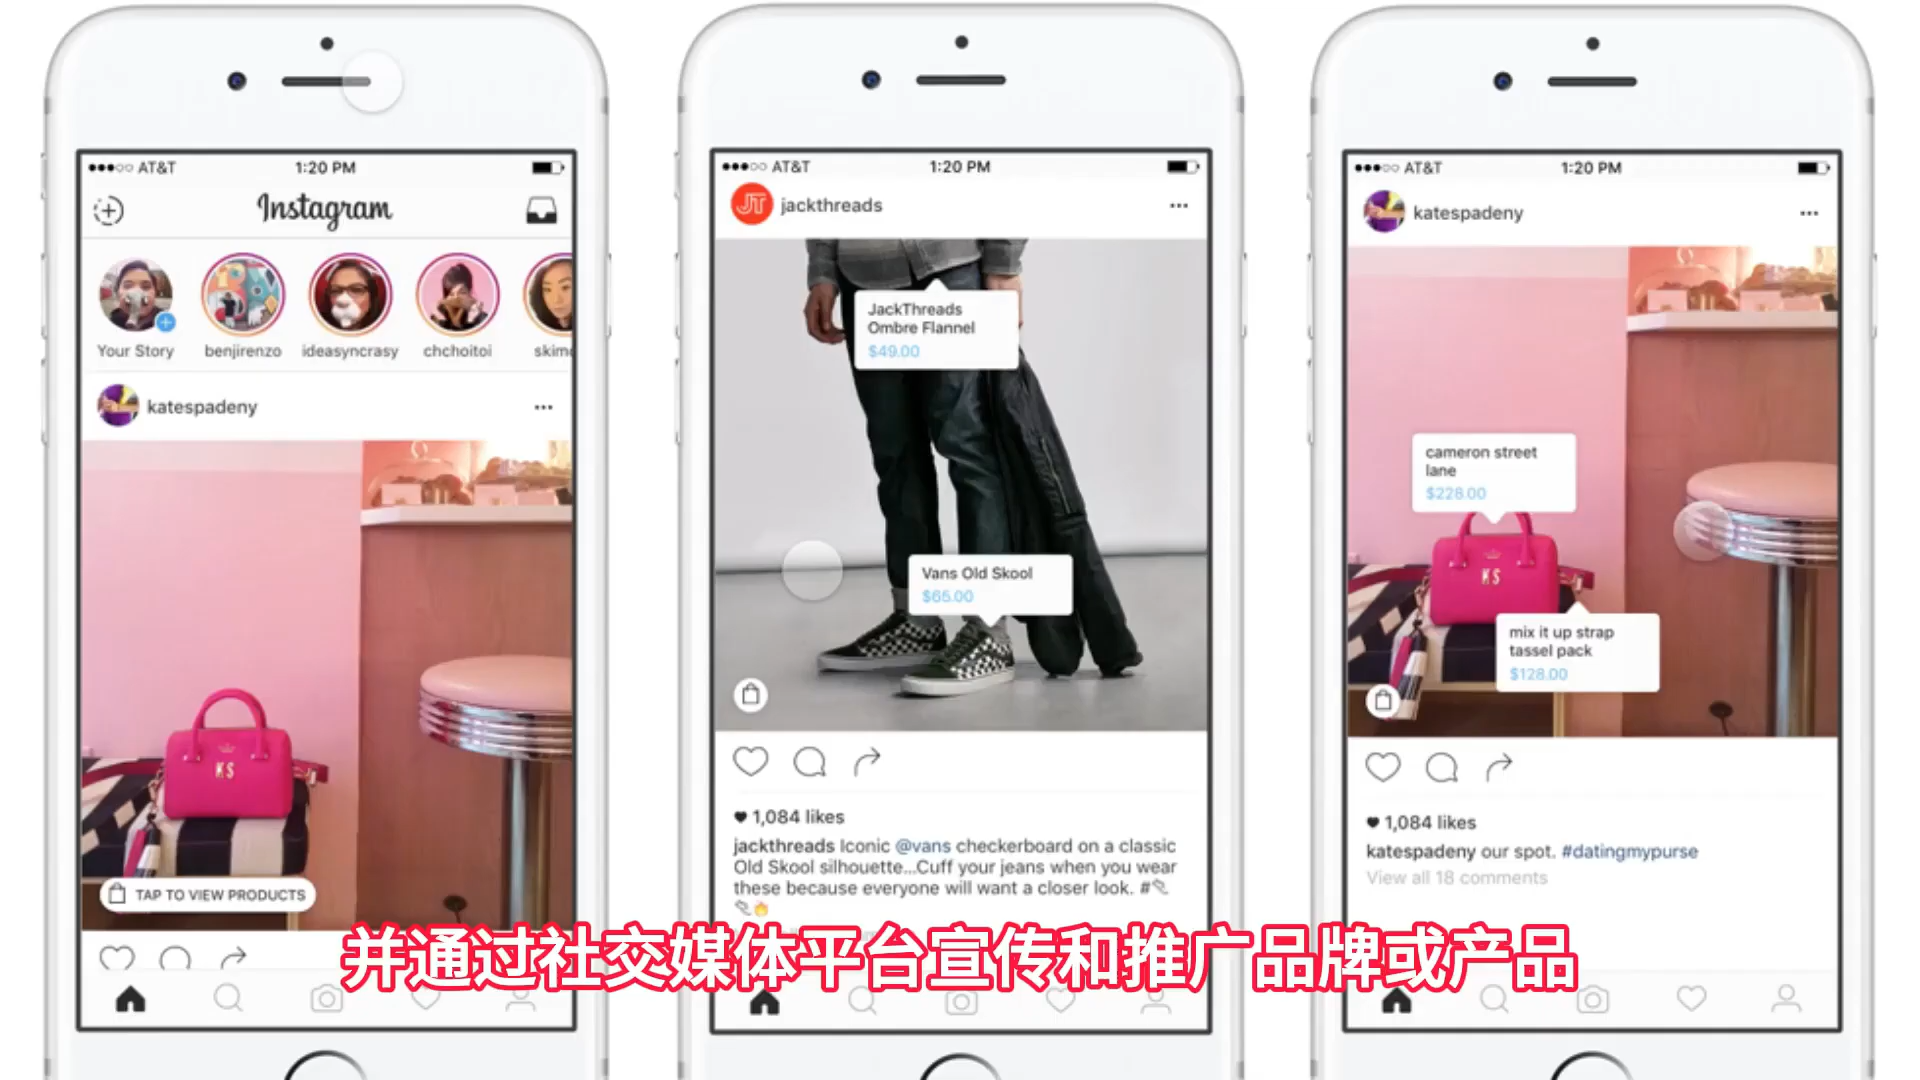 AT&T 1:20 PM
Instagram
Your Story benjirenzo ideasyncrasy chchoitoi skimo
katespadeny
KS
TAP TO VIEW PRODUCTS
AT&T 1:20 PM
JT jackthreads
JackThreads
Ombre Flannel
$49.00
Vans Old Skool
$65.00
1,084 likes
jackthreads Iconic @vans checkerboard on a classic
Old Skool silhouette...Cuff your jeans when you wear
these because everyone will want a closer look. #
AT&T 1:20 PM
katespadeny
cameron street
lane
$228.00
KS
mix it up strap
tassel pack
$128.00
1,084 likes
katespadeny our spot. #datingmypurse
View all 18 comments
并通过社交媒体平台宣传和推广品牌或产品